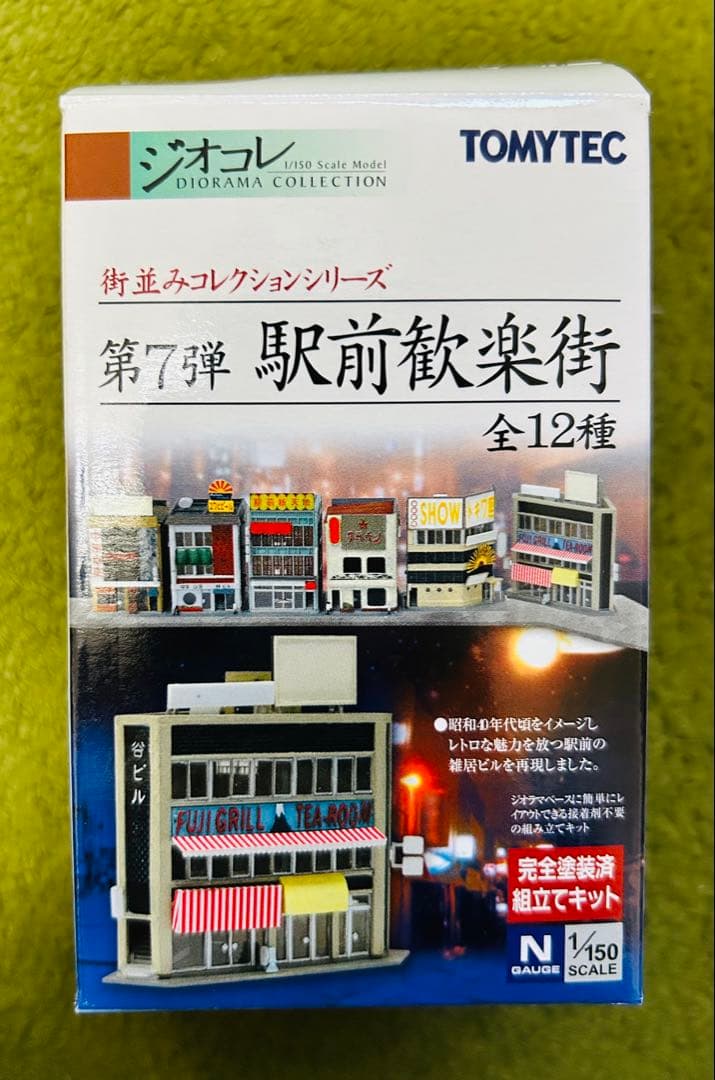 ジオコレ
1/150 Scale Model
DIORAMA COLLECTION
TOMYTEC
街並みコレクションシリーズ
第7弾 駅前歓楽街
全12種
SHOW
FUJI GRILL TEA-ROOM
谷ビル
FUJI GRILL TEA-ROOM
●昭和40年代頃をイメージし
レトロな魅力を放つ駅前の
雑居ビルを再現しました。
ジオラマベースに簡単にレ
イアウトできる接着剤不要
の組み立てキット
完全塗装済
組立てキット
N
GAUGE
1/150
SCALE